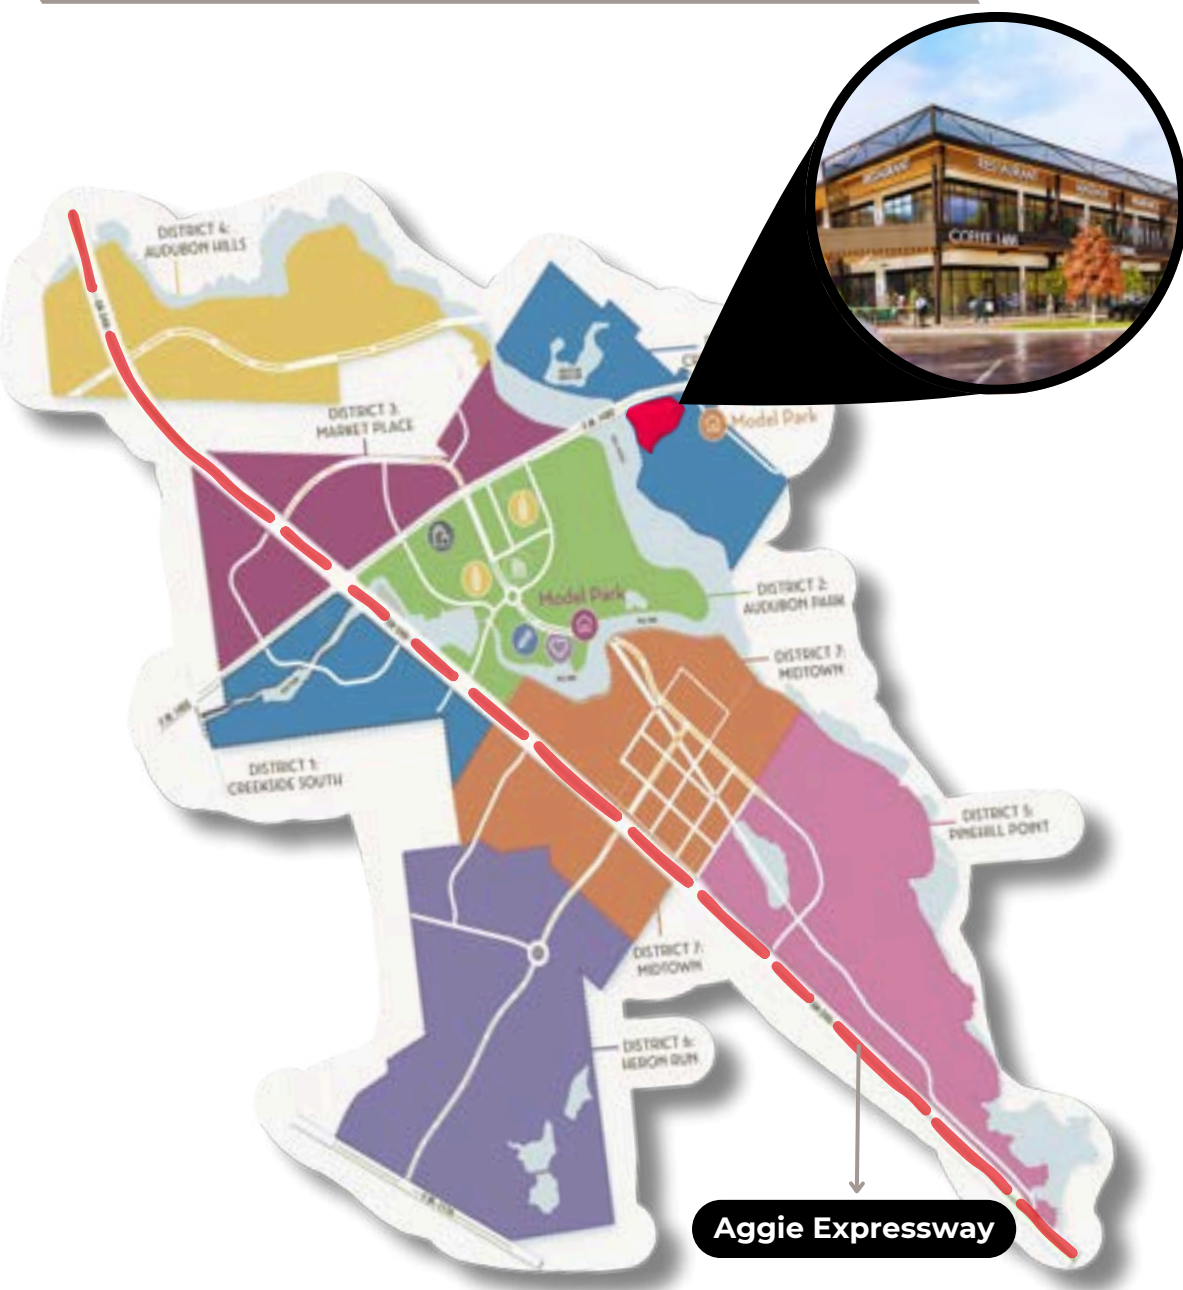 RESTAURANT
DISTRICT 4:
AUDUBON HILLS
DISTRICT 3:
MARKET PLACE
Model Park
Model Park
DISTRICT 2:
AUDUBON PARK
DISTRICT 7:
MIDTOWN
DISTRICT 1:
CREEKSIDE SOUTH
DISTRICT 5:
PINEHILL POINT
DISTRICT 7:
MIDTOWN
DISTRICT 6:
HERON RUN
Aggie Expressway